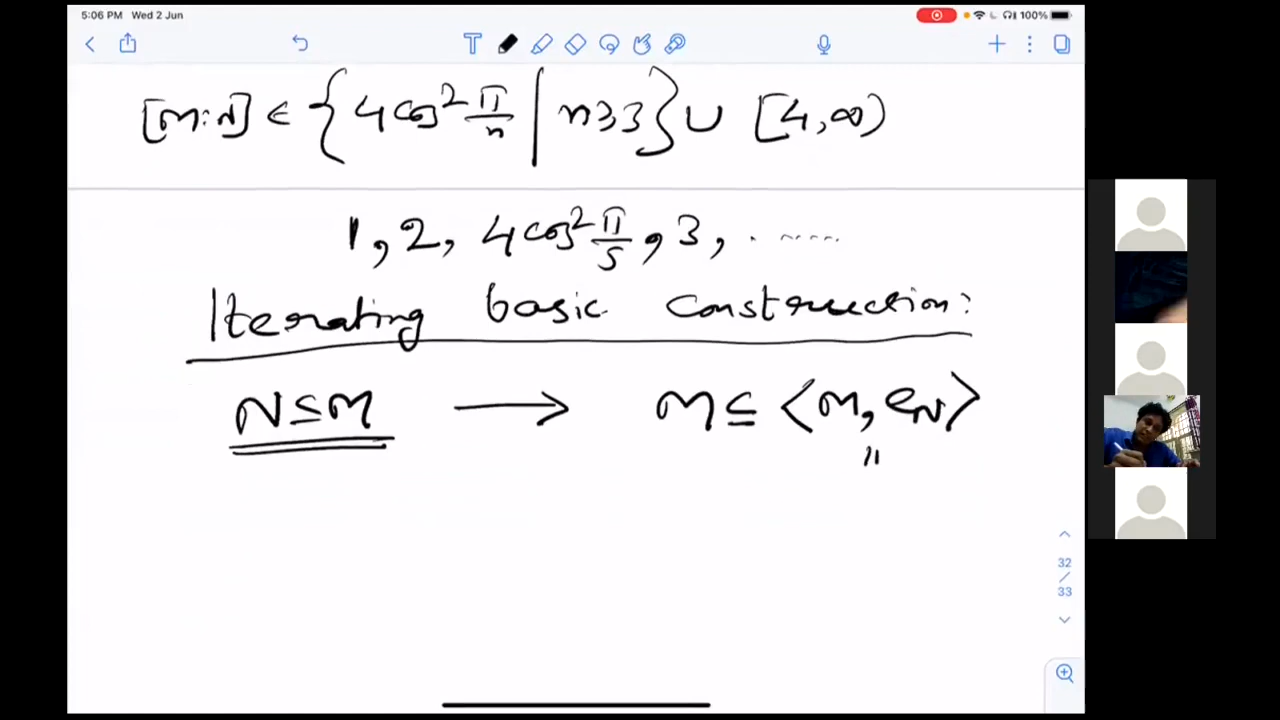 5:06 PM Wed 2 Jun 100%
[M:N] ∈ {4cos² π/n | n≥3} ∪ [4,∞)
1, 2, 4cos² π/5, 3, . ......
Iterating basic construction:
N ⊆ M → M ⊆ ⟨M, e_N⟩
"
32
/
33